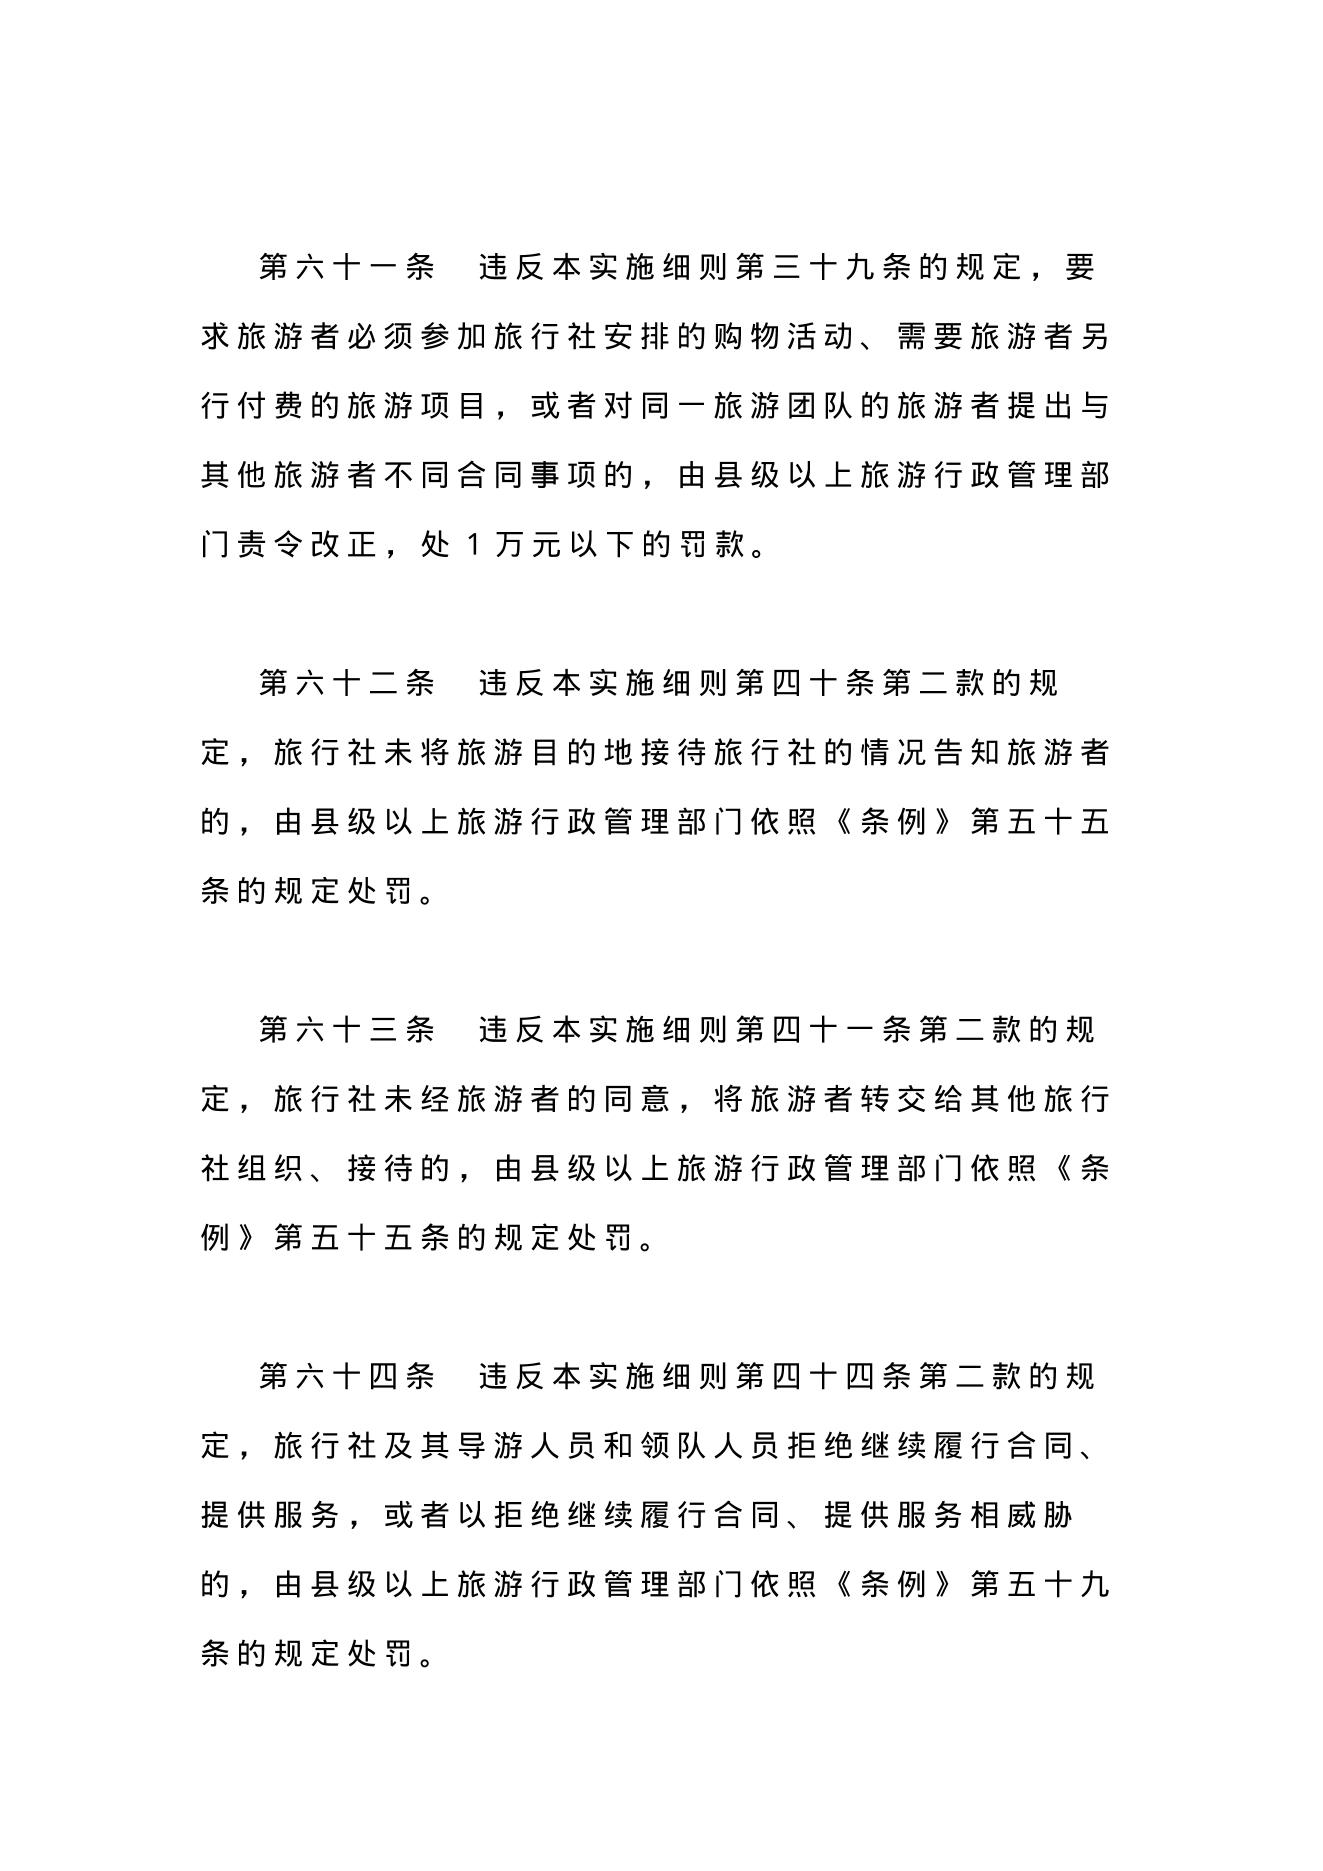 第六十一条　违反本实施细则第三十九条的规定，要
求旅游者必须参加旅行社安排的购物活动、需要旅游者另
行付费的旅游项目，或者对同一旅游团队的旅游者提出与
其他旅游者不同合同事项的，由县级以上旅游行政管理部
门责令改正，处 1 万元以下的罚款。
第六十二条　违反本实施细则第四十条第二款的规
定，旅行社未将旅游目的地接待旅行社的情况告知旅游者
的，由县级以上旅游行政管理部门依照《条例》第五十五
条的规定处罚。
第六十三条　违反本实施细则第四十一条第二款的规
定，旅行社未经旅游者的同意，将旅游者转交给其他旅行
社组织、接待的，由县级以上旅游行政管理部门依照《条
例》第五十五条的规定处罚。
第六十四条　违反本实施细则第四十四条第二款的规
定，旅行社及其导游人员和领队人员拒绝继续履行合同、
提供服务，或者以拒绝继续履行合同、提供服务相威胁
的，由县级以上旅游行政管理部门依照《条例》第五十九
条的规定处罚。